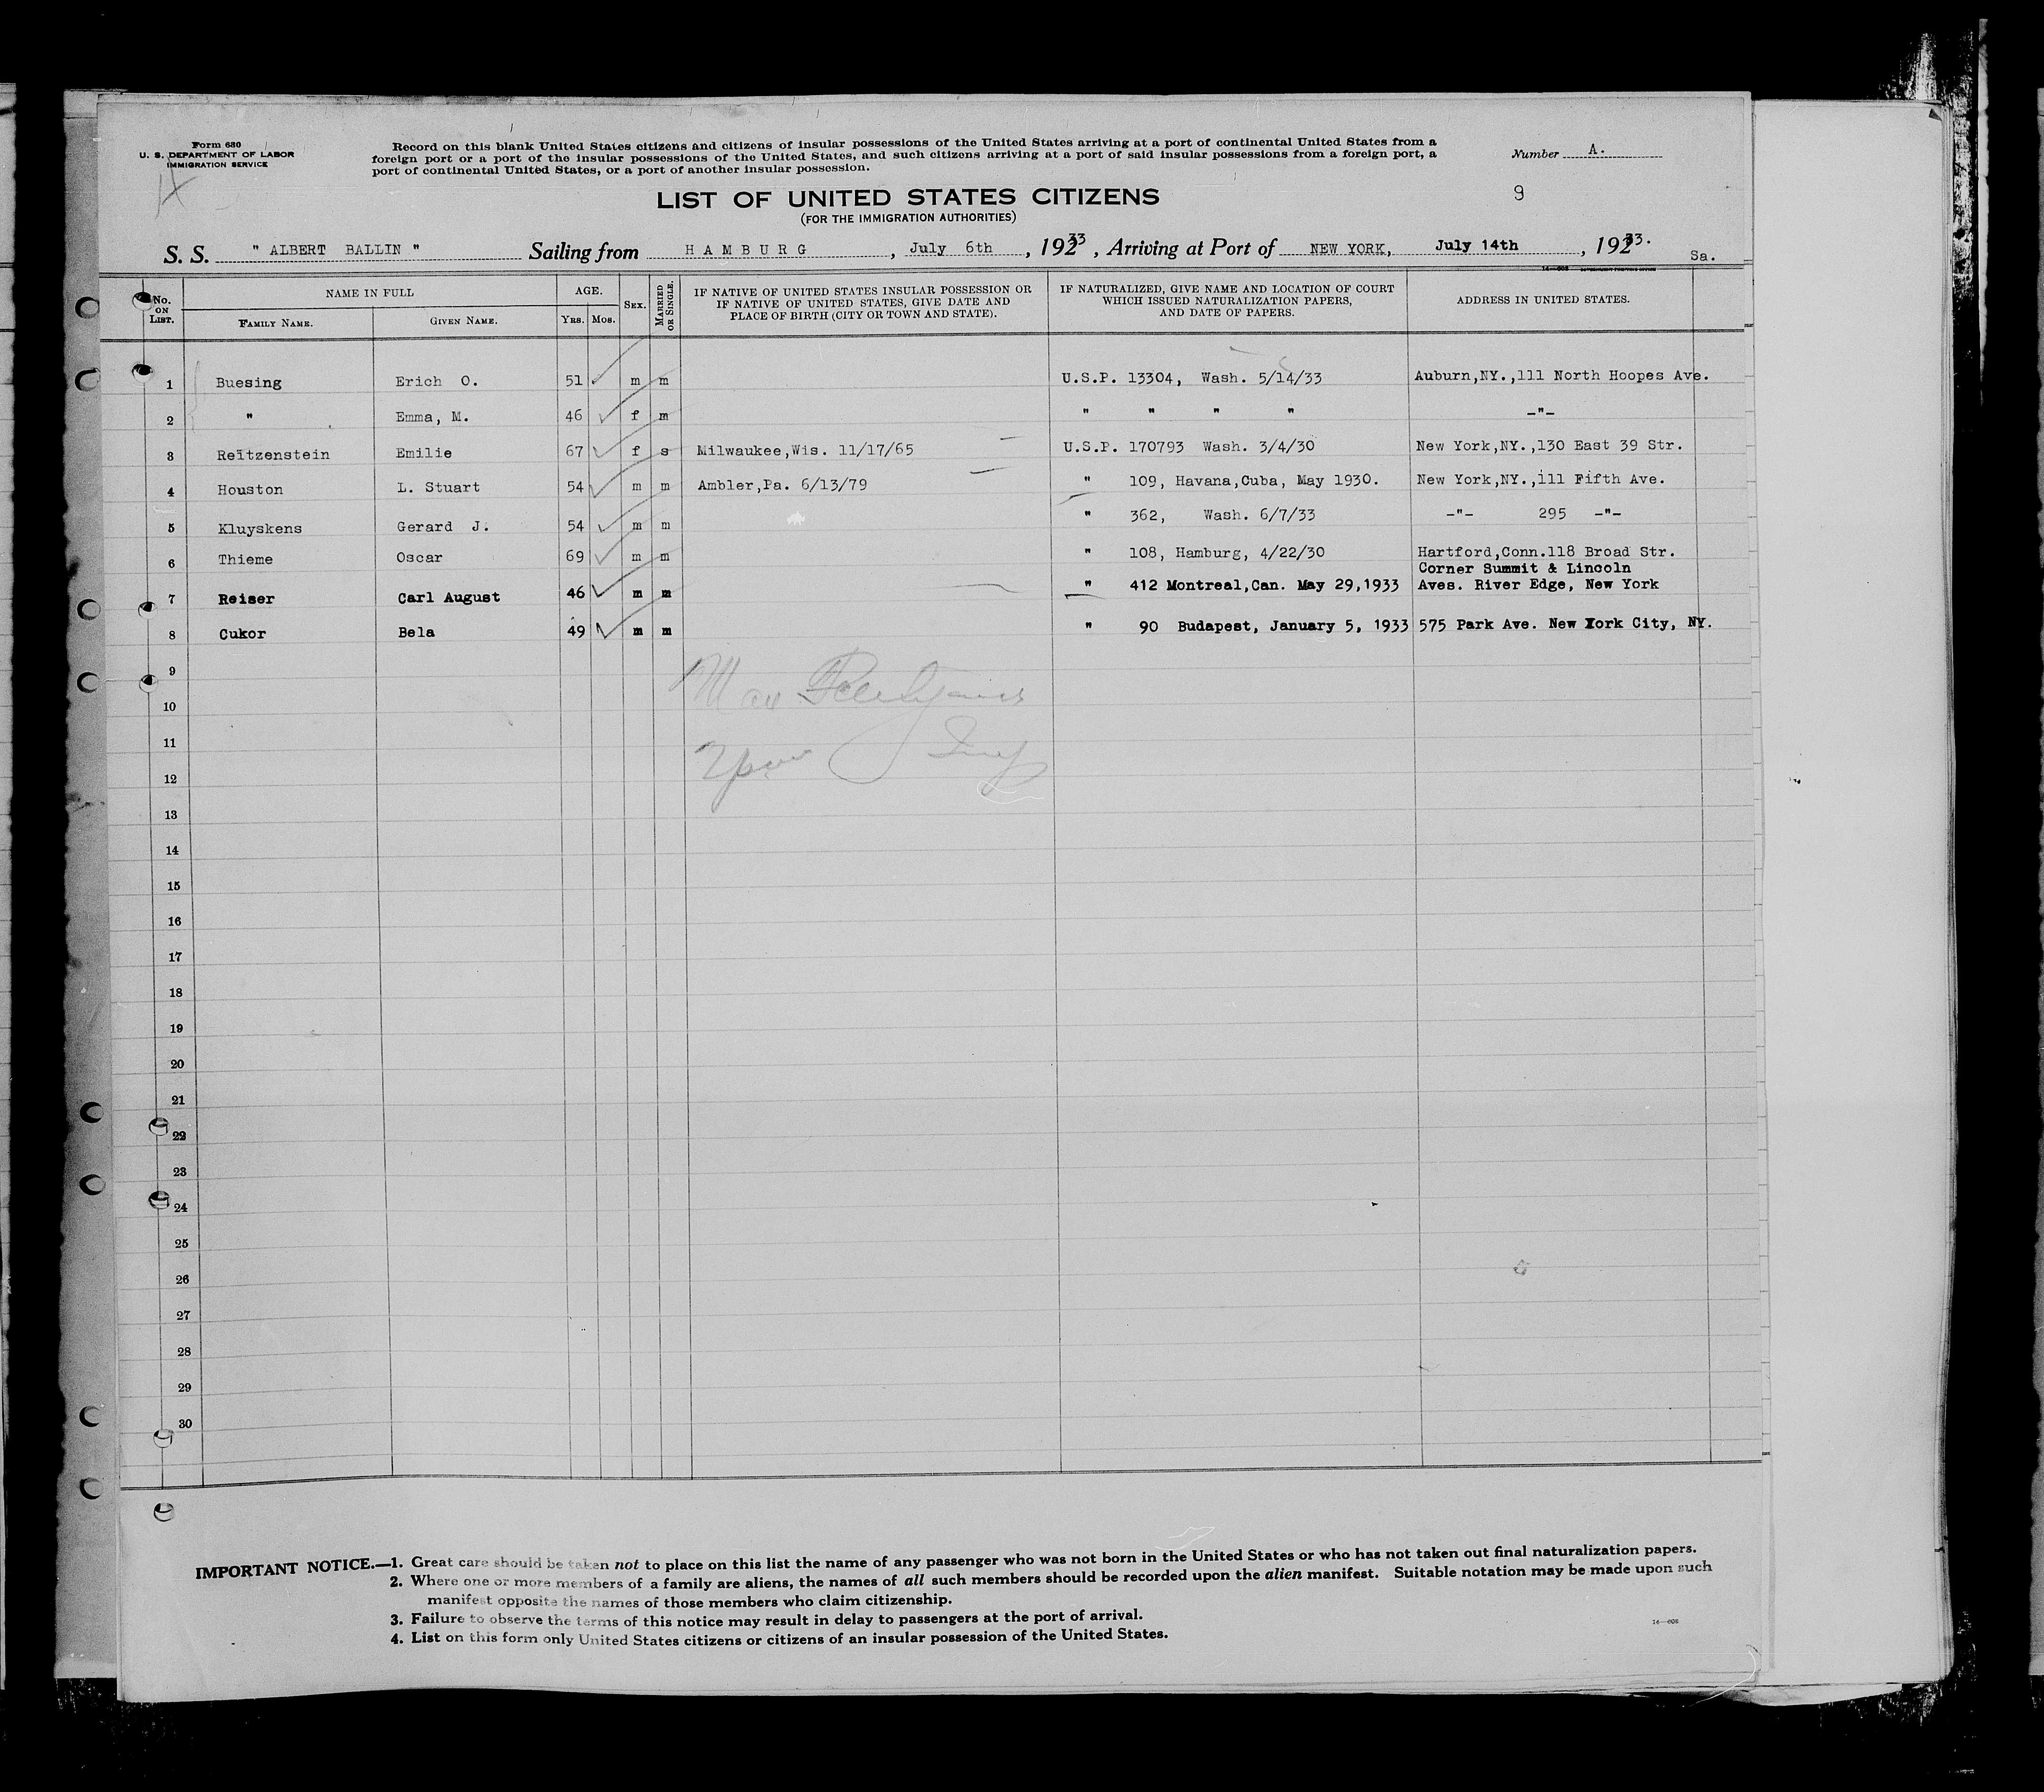 Form 630
U. S. DEPARTMENT OF LABOR
IMMIGRATION SERVICE
Record on this blank United States citizens and citizens of insular possessions of the United States arriving at a port of continental United States from a
foreign port or a port of the insular possessions of the United States, and such citizens arriving at a port of said insular possessions from a foreign port, a
port of continental United States, or a port of another insular possession.
Number A.
9
LIST OF UNITED STATES CITIZENS
(FOR THE IMMIGRATION AUTHORITIES)
S. S. " ALBERT BALLIN " Sailing from HAMBURG, July 6th, 1933, Arriving at Port of NEW YORK, July 14th, 1933.
Sa.
No. ON LIST. NAME IN FULL AGE. SEX. MARRIED OR SINGLE. IF NATIVE OF UNITED STATES INSULAR POSSESSION OR IF NATIVE OF UNITED STATES, GIVE DATE AND PLACE OF BIRTH (CITY OR TOWN AND STATE). IF NATURALIZED, GIVE NAME AND LOCATION OF COURT WHICH ISSUED NATURALIZATION PAPERS, AND DATE OF PAPERS. ADDRESS IN UNITED STATES.
FAMILY NAME. GIVEN NAME. YRS. MOS.
1 Buesing Erich O. 51 m m U.S.P. 13304, Wash. 5/14/33 Auburn,NY.,111 North Hoopes Ave.
2 " Emma, M. 46 f m " " " " -"-
3 Reitzenstein Emilie 67 f s Milwaukee,Wis. 11/17/65 U.S.P. 170793 Wash. 3/4/30 New York,NY.,130 East 39 Str.
4 Houston L. Stuart 54 m m Ambler,Pa. 6/13/79 " 109, Havana,Cuba, May 1930. New York,NY.,111 Fifth Ave.
5 Kluyskens Gerard J. 54 m m " 362, Wash. 6/7/33 -"- 295 -"-
6 Thieme Oscar 69 m m " 108, Hamburg, 4/22/30 Hartford,Conn.118 Broad Str.
Corner Summit & Lincoln
7 Reiser Carl August 46 m m " 412 Montreal,Can. May 29,1933 Aves. River Edge, New York
8 Cukor Bela 49 m m " 90 Budapest, January 5, 1933 575 Park Ave. New York City, NY.
9
10
11
12
13
14
15
16
17
18
19
20
21
22
23
24
25
26
27
28
29
30
IMPORTANT NOTICE.—1. Great care should be taken not to place on this list the name of any passenger who was not born in the United States or who has not taken out final naturalization papers.
2. Where one or more members of a family are aliens, the names of all such members should be recorded upon the alien manifest. Suitable notation may be made upon such
manifest opposite the names of those members who claim citizenship.
3. Failure to observe the terms of this notice may result in delay to passengers at the port of arrival.
4. List on this form only United States citizens or citizens of an insular possession of the United States.